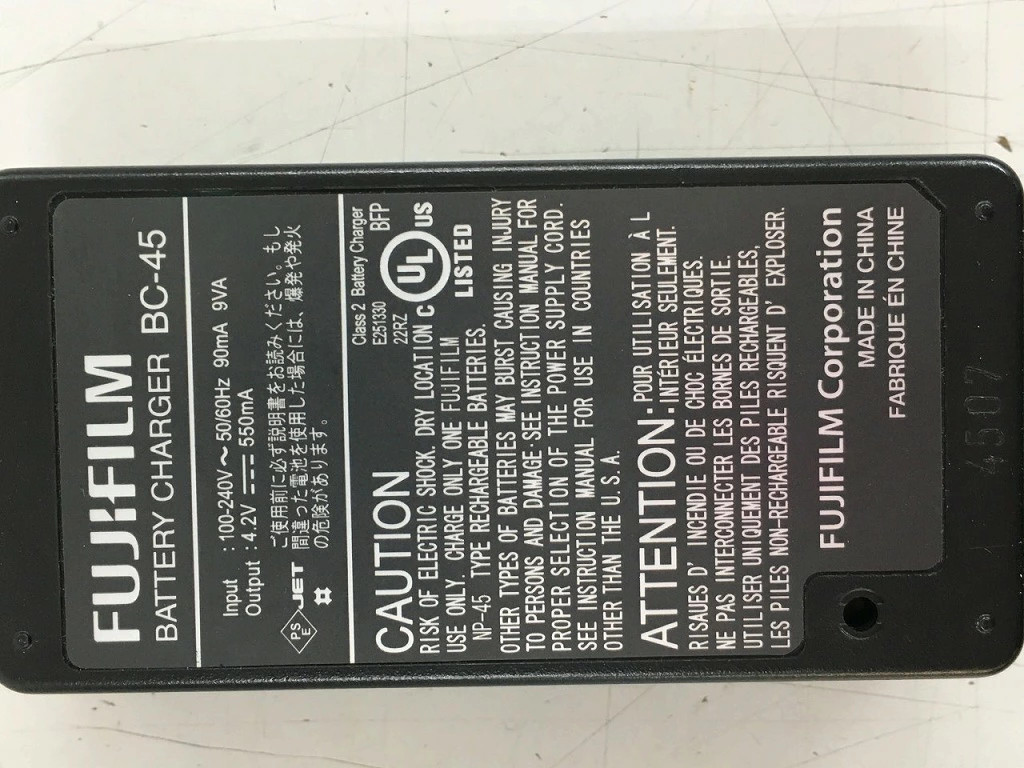 FUJIFILM
BATTERY CHARGER BC-45
Input : 100-240V～50/60Hz 90mA 9VA
Output : 4.2V⎓550mA
PS
E
JET
ご使用前に必ず説明書をお読みください。もし
間違った電池を使用した場合には、爆発や発火
の危険があります。
CAUTION
Class 2 Battery Charger
E251330 BFP
22RZ
C UL US
LISTED
RISK OF ELECTRIC SHOCK. DRY LOCATION
USE ONLY. CHARGE ONLY ONE FUJIFILM
NP-45 TYPE RECHARGEABLE BATTERIES.
OTHER TYPES OF BATTERIES MAY BURST CAUSING INJURY
TO PERSONS AND DAMAGE SEE INSTRUCTION MANUAL FOR
PROPER SELECTION OF THE POWER SUPPLY CORD.
SEE INSTRUCTION MANUAL FOR USE IN COUNTRIES
OTHER THAN THE U.S.A.
ATTENTION: POUR UTILISATION À L
INTÉRIEUR SEULEMENT.
RISAUES D' INCENDIE OU DE CHOC ÉLECTRIQUES.
NE PAS INTERCONNECTER LES BORNES DE SORTIE.
UTILISER UNIQUEMENT DES PILES RECHARGEABLES,
LES PILES NON-RECHARGEABLE RISQUENT D' EXPLOSER.
FUJIFILM Corporation
MADE IN CHINA
FABRIQUÉ EN CHINE
4507